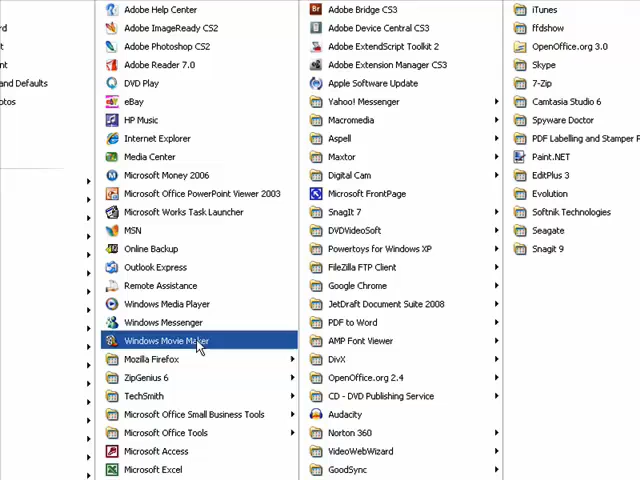 rd
t
nt
and Defaults
otos
Adobe Help Center
Adobe ImageReady CS2
Adobe Photoshop CS2
Adobe Reader 7.0
DVD Play
eBay
HP Music
Internet Explorer
Media Center
Microsoft Money 2006
Microsoft Office PowerPoint Viewer 2003
Microsoft Works Task Launcher
MSN
Online Backup
Outlook Express
Remote Assistance
Windows Media Player
Windows Messenger
Windows Movie Maker
Mozilla Firefox
ZipGenius 6
TechSmith
Microsoft Office Small Business Tools
Microsoft Office Tools
Microsoft Access
Microsoft Excel
Adobe Bridge CS3
Adobe Device Central CS3
Adobe ExtendScript Toolkit 2
Adobe Extension Manager CS3
Apple Software Update
Yahoo! Messenger
Macromedia
Aspell
Maxtor
Digital Cam
Microsoft FrontPage
SnagIt 7
DVDVideoSoft
Powertoys for Windows XP
FileZilla FTP Client
Google Chrome
JetDraft Document Suite 2008
PDF to Word
AMP Font Viewer
DivX
OpenOffice.org 2.4
CD - DVD Publishing Service
Audacity
Norton 360
VideoWebWizard
GoodSync
iTunes
ffdshow
OpenOffice.org 3.0
Skype
7-Zip
Camtasia Studio 6
Spyware Doctor
PDF Labelling and Stamper P
Paint.NET
EditPlus 3
Evolution
Softnik Technologies
Seagate
Snagit 9